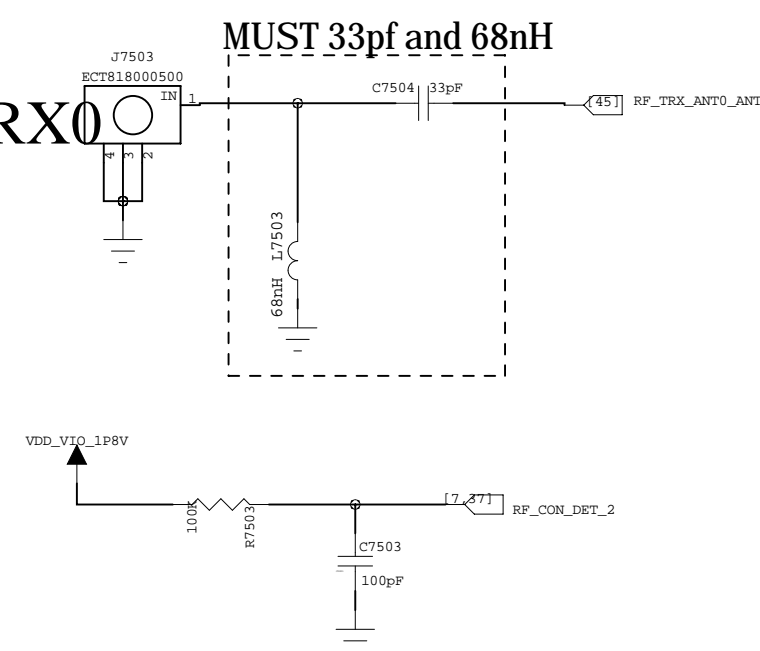 MUST 33pf and 68nH
J7503
ECT818000500
IN
1
RX0
C7504 33pF
[45] RF_TRX_ANT0_ANT
4
3
2
68nH L7503
VDD_VIO_1P8V
100K
R7503
[7,37]
RF_CON_DET_2
C7503
100pF